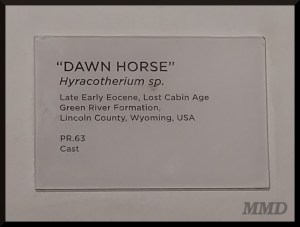 “DAWN HORSE”
Hyracotherium sp.
Late Early Eocene, Lost Cabin Age
Green River Formation,
Lincoln County, Wyoming, USA
PR.63
Cast
MMD